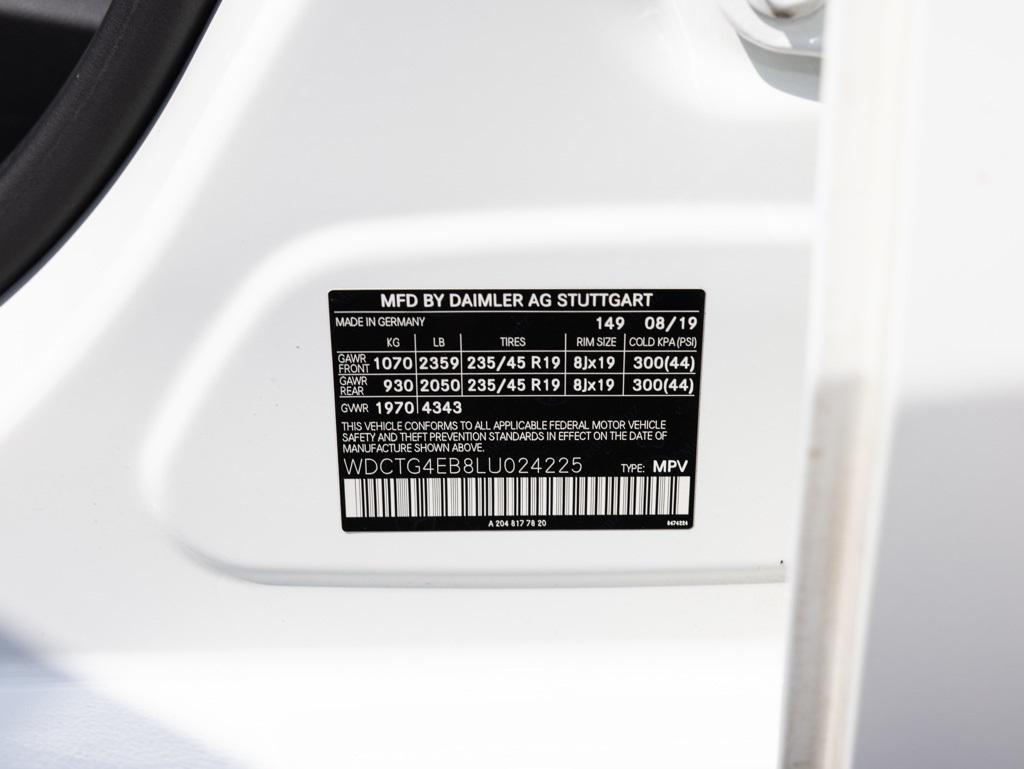 MFD BY DAIMLER AG STUTTGART
MADE IN GERMANY 149 08/19
KG LB TIRES RIM SIZE COLD KPA (PSI)
GAWR FRONT 1070 2359 235/45 R19 8Jx19 300(44)
GAWR REAR 930 2050 235/45 R19 8Jx19 300(44)
GVWR 1970 4343
THIS VEHICLE CONFORMS TO ALL APPLICABLE FEDERAL MOTOR VEHICLE
SAFETY AND THEFT PREVENTION STANDARDS IN EFFECT ON THE DATE OF
MANUFACTURE SHOWN ABOVE.
WDCTG4EB8LU024225 TYPE: MPV
A 204 817 78 20